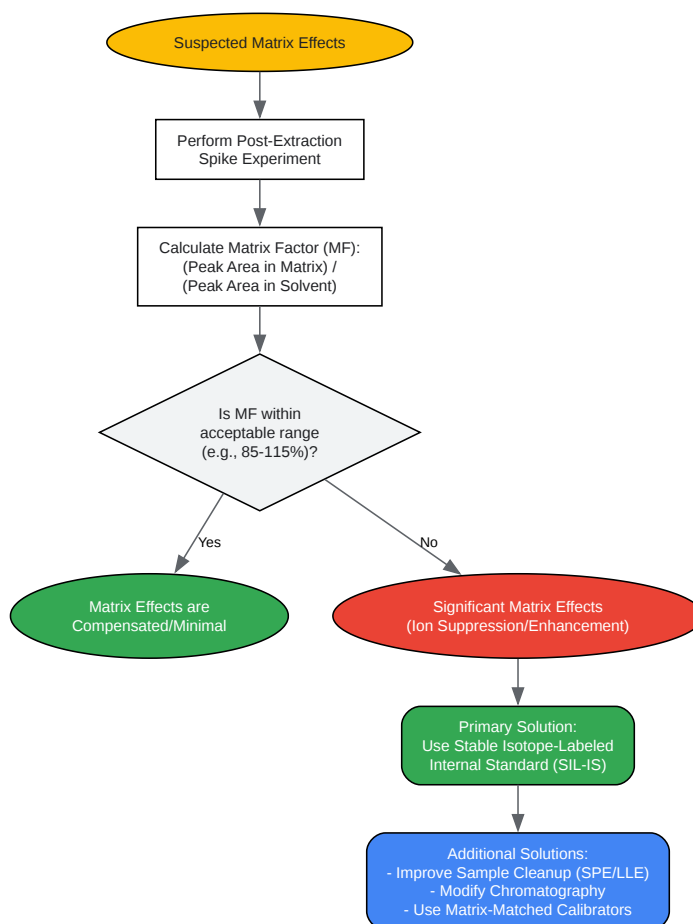 Suspected Matrix Effects
Perform Post-Extraction
Spike Experiment
Calculate Matrix Factor (MF):
(Peak Area in Matrix) /
(Peak Area in Solvent)
Is MF within
acceptable range
(e.g., 85-115%)?
Yes
No
Matrix Effects are
Compensated/Minimal
Significant Matrix Effects
(Ion Suppression/Enhancement)
Primary Solution:
Use Stable Isotope-Labeled
Internal Standard (SIL-IS)
Additional Solutions:
- Improve Sample Cleanup (SPE/LLE)
- Modify Chromatography
- Use Matrix-Matched Calibrators